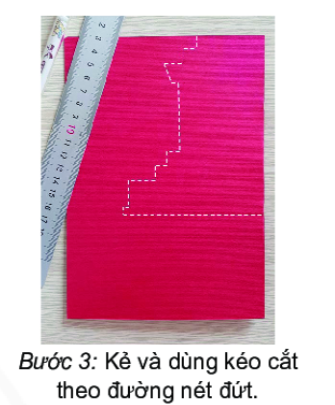 Bước 3: Kẻ và dùng kéo cắt
theo đường nét đứt.